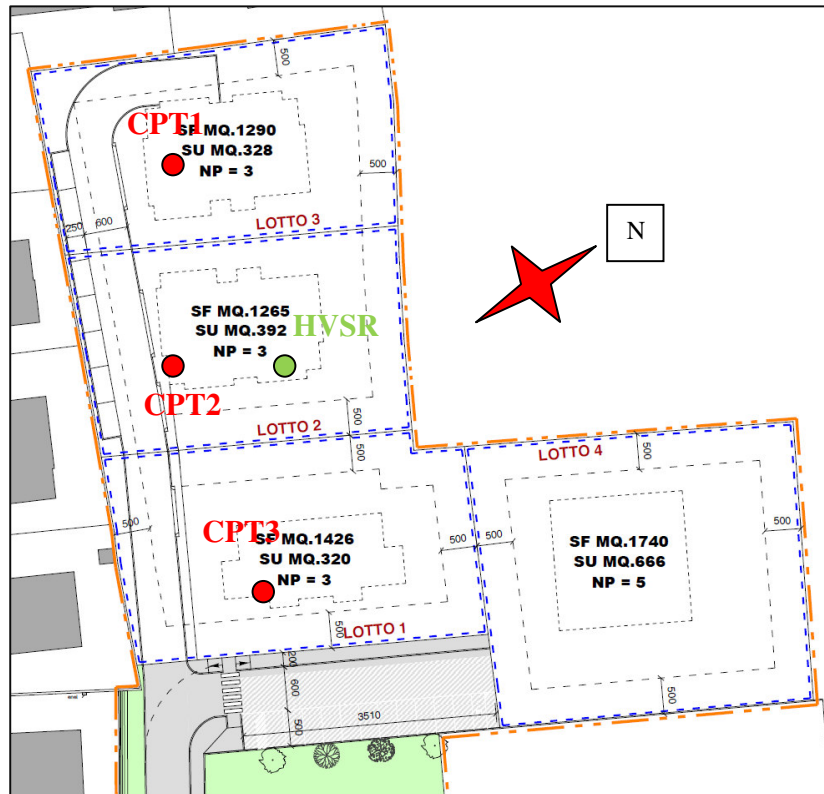 500
CPT1
SF MQ.1290
SU MQ.328
NP = 3
500
250
600
LOTTO 3
N
SF MQ.1265
SU MQ.392
NP = 3
HVSR
CPT2
500
LOTTO 2
500
LOTTO 4
500
500
CPT3
SF MQ.1426
SU MQ.320
NP = 3
500
500
SF MQ.1740
SU MQ.666
NP = 5
500
500
LOTTO 1
200
600
500
3510
500